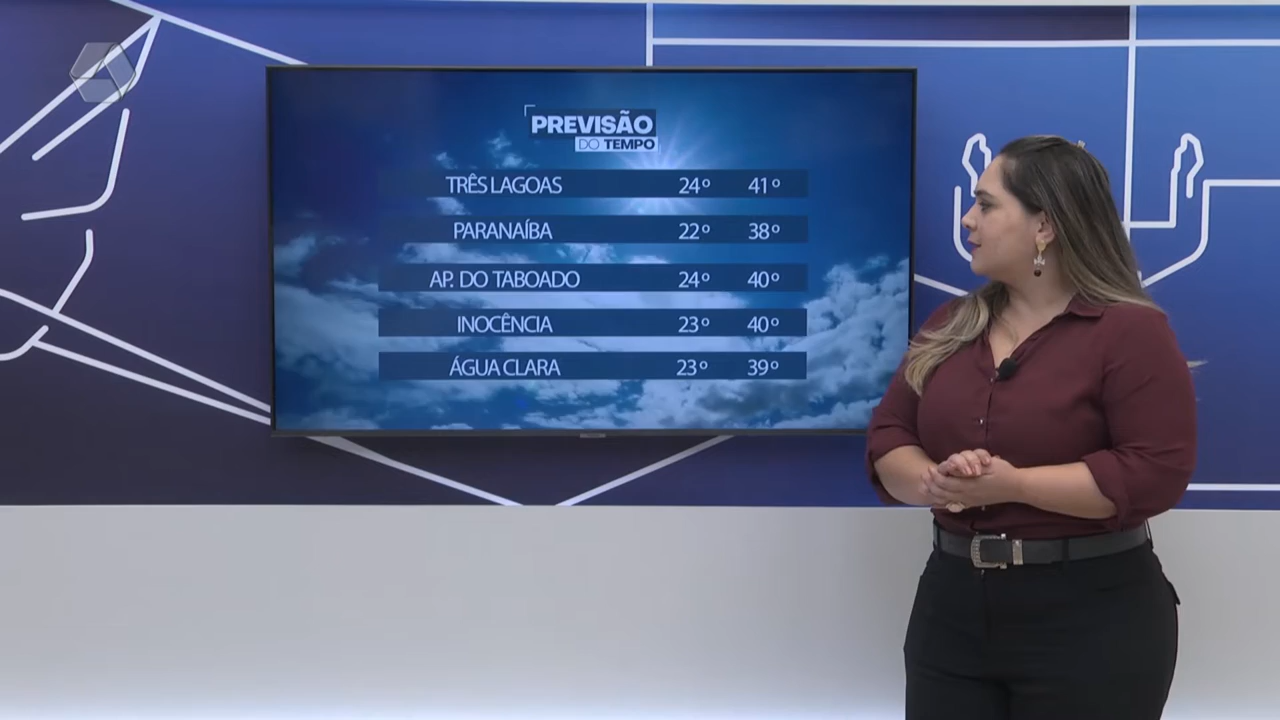 PREVISÃO
DO TEMPO
TRÊS LAGOAS 24º 41º
PARANAÍBA 22º 38º
AP. DO TABOADO 24º 40º
INOCÊNCIA 23º 40º
ÁGUA CLARA 23º 39º